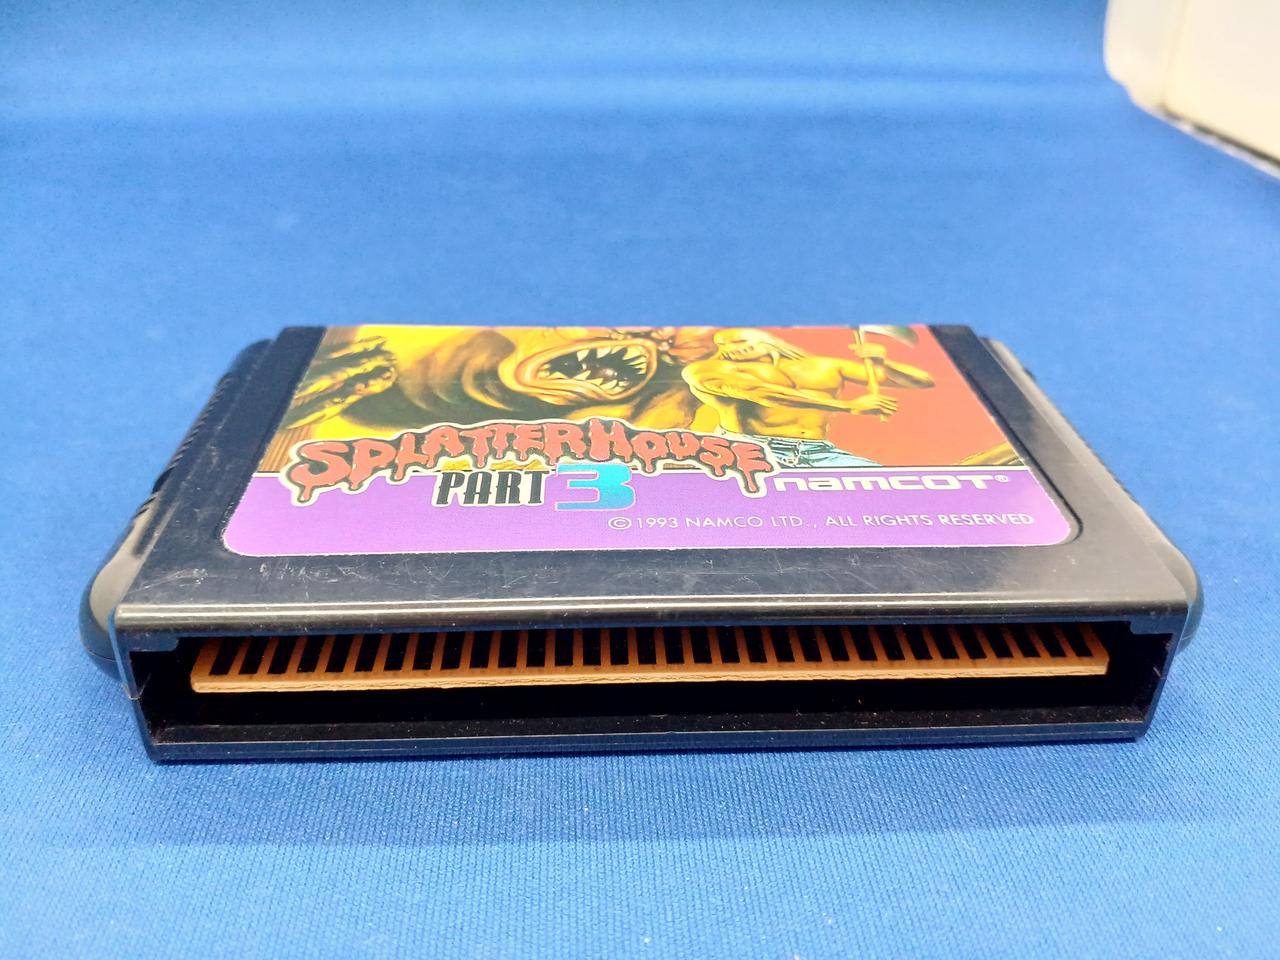 SPLATTERHOUSE
PART 3
namcot®
© 1993 NAMCO LTD., ALL RIGHTS RESERVED